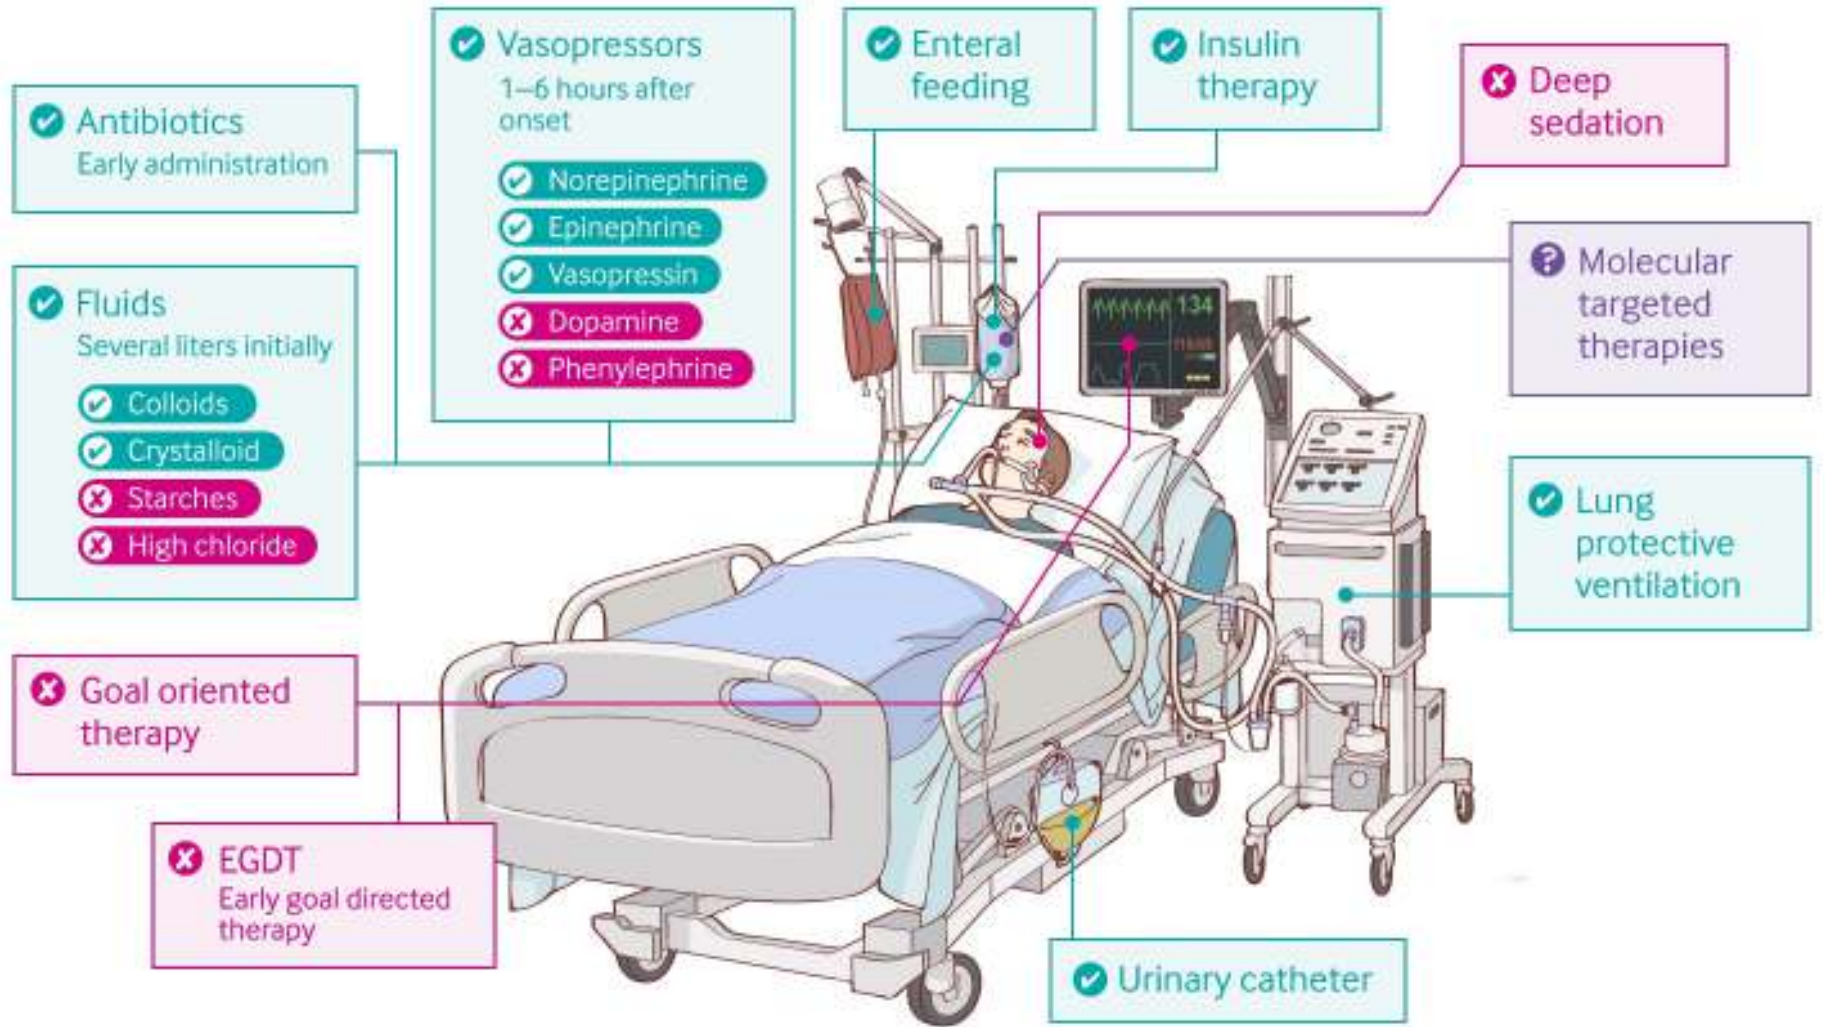 Antibiotics
Early administration
Fluids
Several liters initially
Colloids
Crystalloid
Starches
High chloride
Goal oriented
therapy
EGDT
Early goal directed
therapy
Vasopressors
1–6 hours after
onset
Norepinephrine
Epinephrine
Vasopressin
Dopamine
Phenylephrine
Enteral
feeding
Insulin
therapy
Deep
sedation
? Molecular
targeted
therapies
134
Lung
protective
ventilation
Urinary catheter